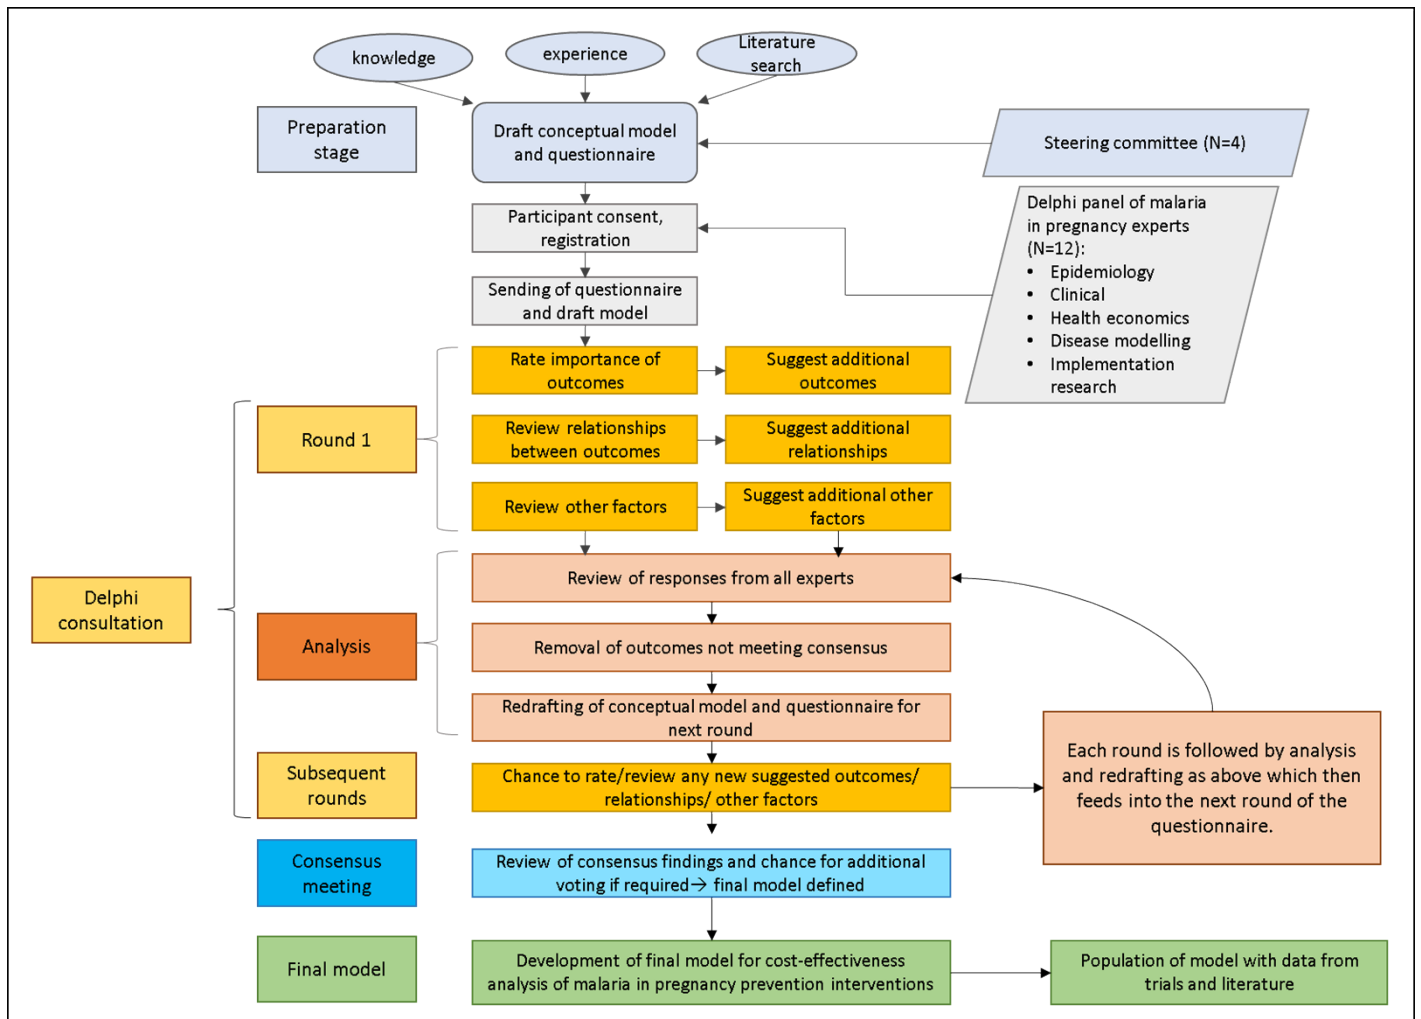 knowledge
experience
Literature
search
Preparation
stage
Draft conceptual model
and questionnaire
Steering committee (N=4)
Participant consent,
registration
Delphi panel of malaria
in pregnancy experts
(N=12):
• Epidemiology
• Clinical
• Health economics
• Disease modelling
• Implementation
research
Sending of questionnaire
and draft model
Rate importance of
outcomes
Suggest additional
outcomes
Round 1
Review relationships
between outcomes
Suggest additional
relationships
Review other factors
Suggest additional other
factors
Delphi
consultation
Analysis
Review of responses from all experts
Removal of outcomes not meeting consensus
Redrafting of conceptual model and questionnaire for
next round
Subsequent
rounds
Chance to rate/review any new suggested outcomes/
relationships/ other factors
Each round is followed by analysis
and redrafting as above which then
feeds into the next round of the
questionnaire.
Consensus
meeting
Review of consensus findings and chance for additional
voting if required→ final model defined
Final model
Development of final model for cost-effectiveness
analysis of malaria in pregnancy prevention interventions
Population of model with data from
trials and literature